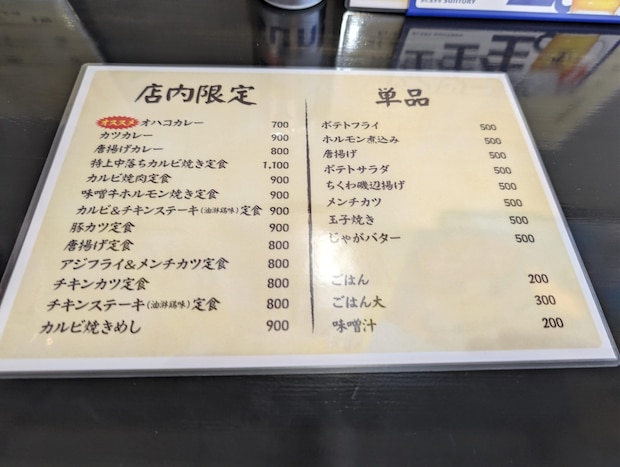 店内限定
オススメ オハコカレー 700
カツカレー 900
唐揚げカレー 800
特上中落ちカルビ焼き定食 1,100
カルビ焼肉定食 900
味噌牛ホルモン焼き定食 900
カルビ&チキンステーキ(油淋鶏味)定食 900
豚カツ定食 900
唐揚げ定食 800
アジフライ&メンチカツ定食 800
チキンカツ定食 800
チキンステーキ(油淋鶏味)定食 800
カルビ焼きめし 900
単品
ポテトフライ 500
ホルモン煮込み 500
唐揚げ 500
ポテトサラダ 500
ちくわ磯辺揚げ 500
メンチカツ 500
玉子焼き 500
じゃがバター 500
ごはん 200
ごはん大 300
味噌汁 200